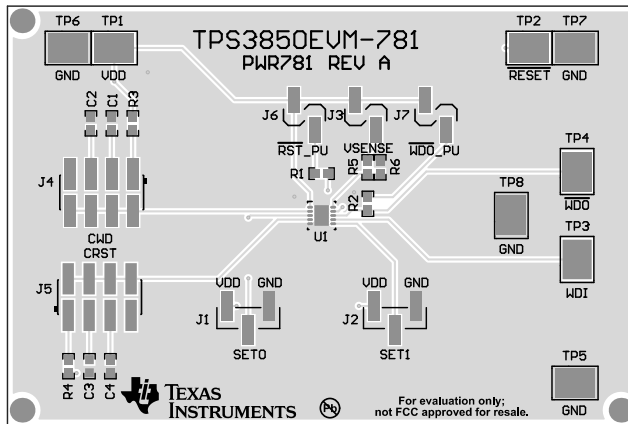 TP6 TP1 TPS3850EVM-781 TP2 TP7
GND VDD PWR781 REV A RESET GND
C2 C1 R3 J6 J3 J7
RST_PU VSENSE WDO_PU
J4 R1 R5 R6 TP4
R2 TP8 WDO
CWD U1 GND TP3
CRST WDI
J5 VDD GND VDD GND
J1 J2
SET0 SET1 TP5
R4 C3 C4 GND
TEXAS INSTRUMENTS
Pb
For evaluation only;
not FCC approved for resale.